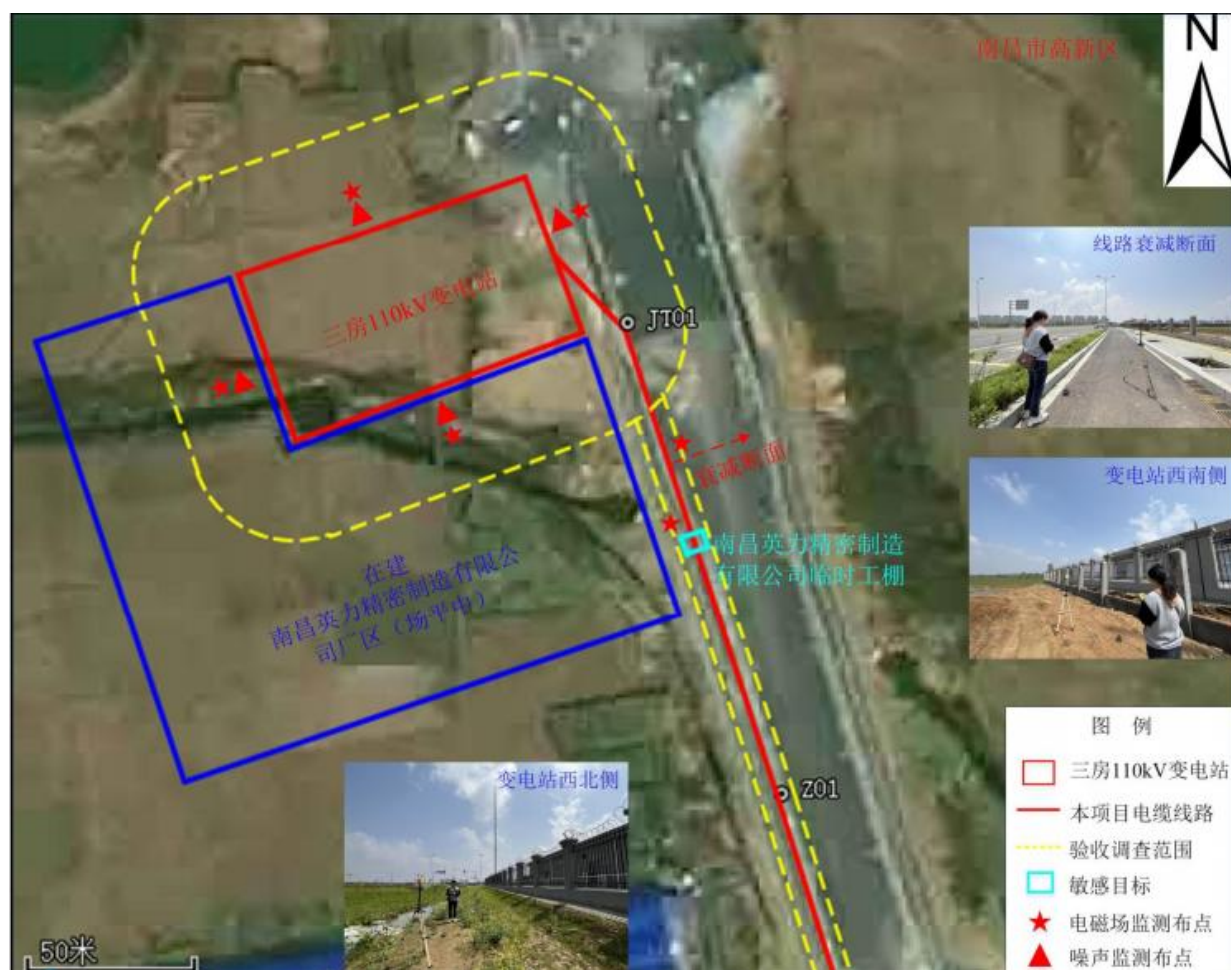 南昌市高新区
N
线路衰减断面
三房110kV变电站
JT01
衰减断面
变电站西南侧
南昌英力精密制造
有限公司临时工棚
在建
南昌英力精密制造有限公
司厂区（场平中）
Z01
变电站西北侧
50米
图 例
三房110kV变电站
本项目电缆线路
验收调查范围
敏感目标
电磁场监测布点
噪声监测布点